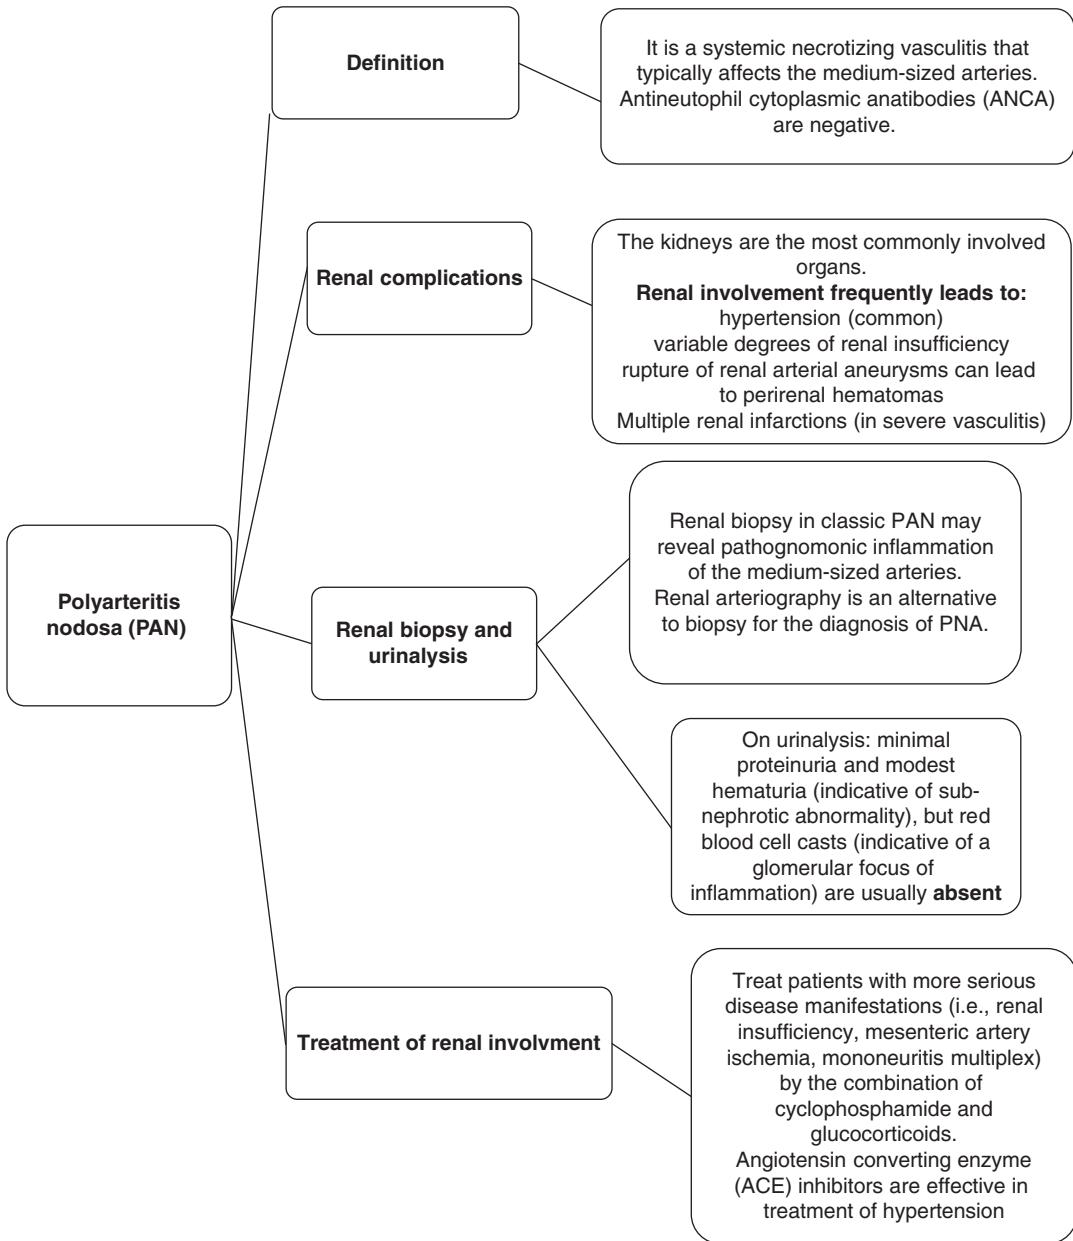 Definition
It is a systemic necrotizing vasculitis that
typically affects the medium-sized arteries.
Antineutophil cytoplasmic anatibodies (ANCA)
are negative.
Renal complications
The kidneys are the most commonly involved
organs.
Renal involvement frequently leads to:
hypertension (common)
variable degrees of renal insufficiency
rupture of renal arterial aneurysms can lead
to perirenal hematomas
Multiple renal infarctions (in severe vasculitis)
Polyarteritis
nodosa (PAN)
Renal biopsy and
urinalysis
Renal biopsy in classic PAN may
reveal pathognomonic inflammation
of the medium-sized arteries.
Renal arteriography is an alternative
to biopsy for the diagnosis of PNA.
On urinalysis: minimal
proteinuria and modest
hematuria (indicative of sub-
nephrotic abnormality), but red
blood cell casts (indicative of a
glomerular focus of
inflammation) are usually absent
Treatment of renal involvment
Treat patients with more serious
disease manifestations (i.e., renal
insufficiency, mesenteric artery
ischemia, mononeuritis multiplex)
by the combination of
cyclophosphamide and
glucocorticoids.
Angiotensin converting enzyme
(ACE) inhibitors are effective in
treatment of hypertension